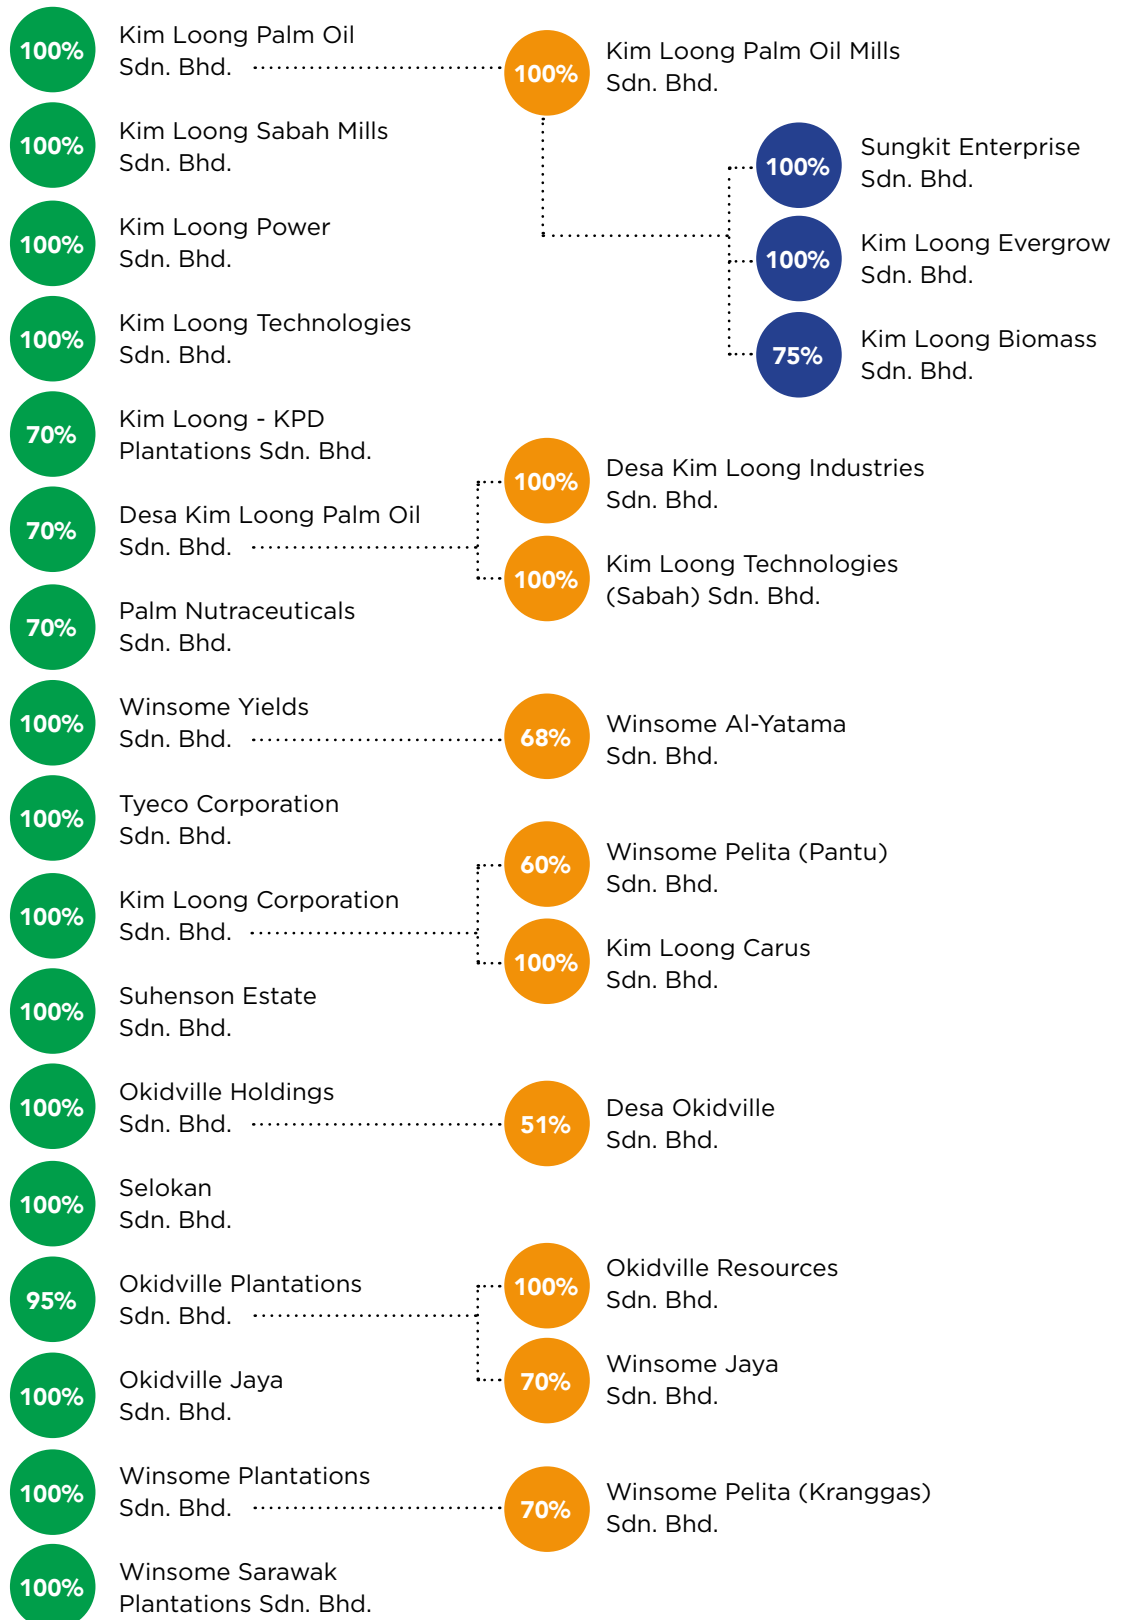 100%
Kim Loong Palm Oil
Sdn. Bhd.
100%
Kim Loong Palm Oil Mills
Sdn. Bhd.
100%
Sungkit Enterprise
Sdn. Bhd.
100%
Kim Loong Evergrow
Sdn. Bhd.
75%
Kim Loong Biomass
Sdn. Bhd.
100%
Kim Loong Sabah Mills
Sdn. Bhd.
100%
Kim Loong Power
Sdn. Bhd.
100%
Kim Loong Technologies
Sdn. Bhd.
70%
Kim Loong - KPD
Plantations Sdn. Bhd.
70%
Desa Kim Loong Palm Oil
Sdn. Bhd.
100%
Desa Kim Loong Industries
Sdn. Bhd.
100%
Kim Loong Technologies
(Sabah) Sdn. Bhd.
70%
Palm Nutraceuticals
Sdn. Bhd.
100%
Winsome Yields
Sdn. Bhd.
68%
Winsome Al-Yatama
Sdn. Bhd.
100%
Tyeco Corporation
Sdn. Bhd.
100%
Kim Loong Corporation
Sdn. Bhd.
60%
Winsome Pelita (Pantu)
Sdn. Bhd.
100%
Kim Loong Carus
Sdn. Bhd.
100%
Suhenson Estate
Sdn. Bhd.
100%
Okidville Holdings
Sdn. Bhd.
51%
Desa Okidville
Sdn. Bhd.
100%
Selokan
Sdn. Bhd.
95%
Okidville Plantations
Sdn. Bhd.
100%
Okidville Resources
Sdn. Bhd.
70%
Winsome Jaya
Sdn. Bhd.
100%
Okidville Jaya
Sdn. Bhd.
100%
Winsome Plantations
Sdn. Bhd.
70%
Winsome Pelita (Kranggas)
Sdn. Bhd.
100%
Winsome Sarawak
Plantations Sdn. Bhd.